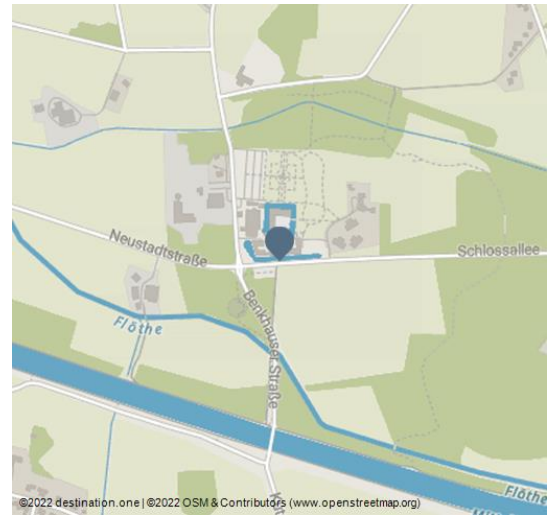 Neustadtstraße
Schlossallee
Benkhauser Straße
Flöthe
Flöthe
©2022 destination.one | ©2022 OSM & Contributors (www.openstreetmap.org)